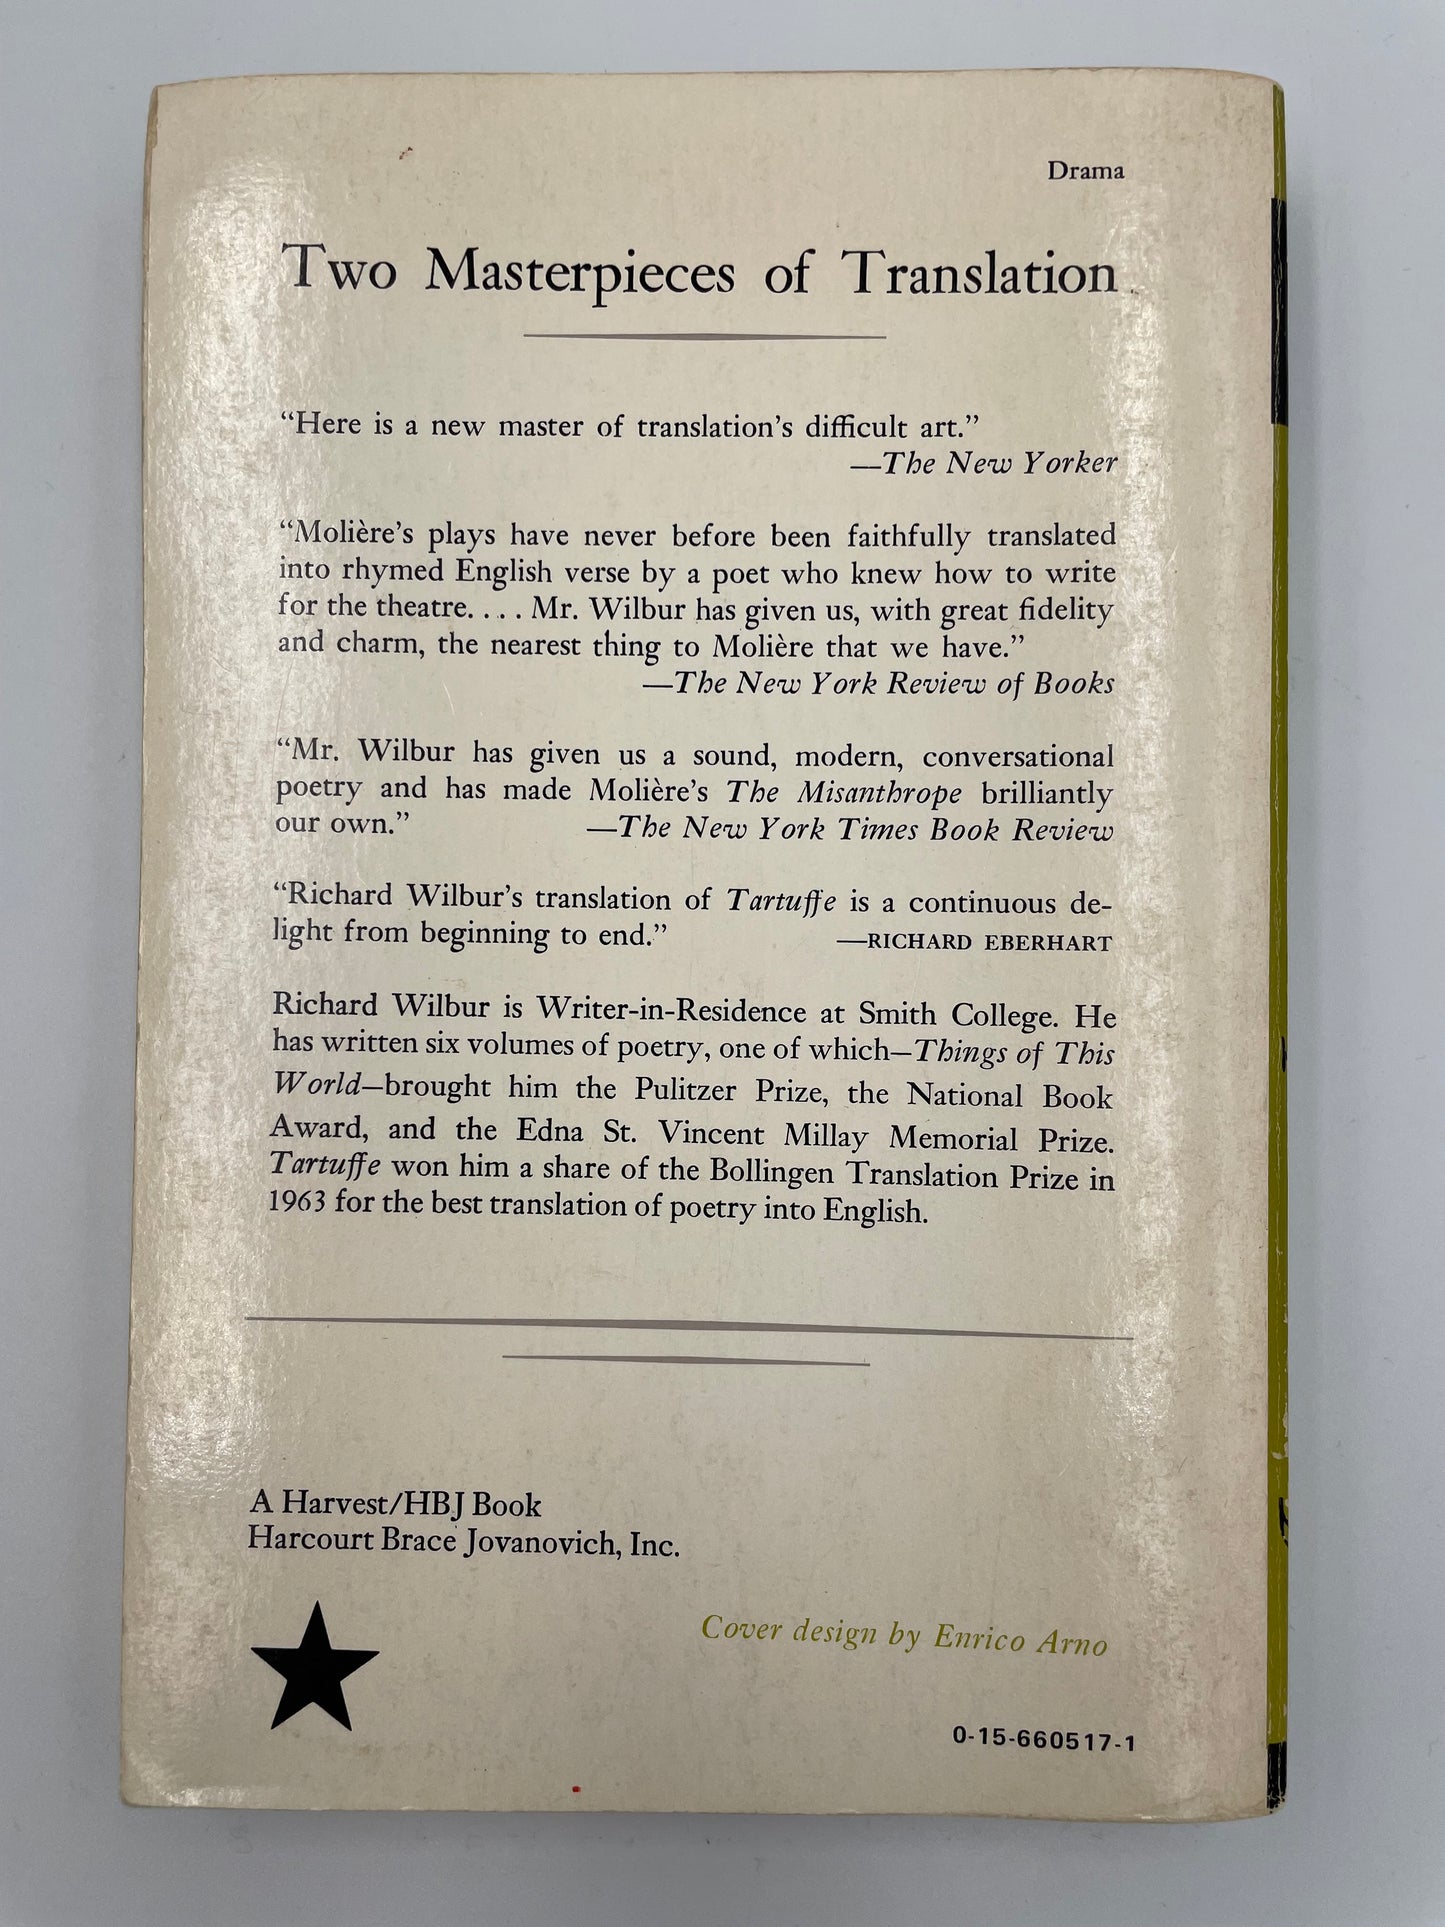 Drama
Two Masterpieces of Translation
“Here is a new master of translation’s difficult art.”
—The New Yorker
“Molière’s plays have never before been faithfully translated
into rhymed English verse by a poet who knew how to write
for the theatre. . . . Mr. Wilbur has given us, with great fidelity
and charm, the nearest thing to Molière that we have.”
—The New York Review of Books
“Mr. Wilbur has given us a sound, modern, conversational
poetry and has made Molière’s The Misanthrope brilliantly
our own.” —The New York Times Book Review
“Richard Wilbur’s translation of Tartuffe is a continuous de-
light from beginning to end.” —RICHARD EBERHART
Richard Wilbur is Writer-in-Residence at Smith College. He
has written six volumes of poetry, one of which—Things of This
World—brought him the Pulitzer Prize, the National Book
Award, and the Edna St. Vincent Millay Memorial Prize.
Tartuffe won him a share of the Bollingen Translation Prize in
1963 for the best translation of poetry into English.
A Harvest/HBJ Book
Harcourt Brace Jovanovich, Inc.
Cover design by Enrico Arno
0-15-660517-1